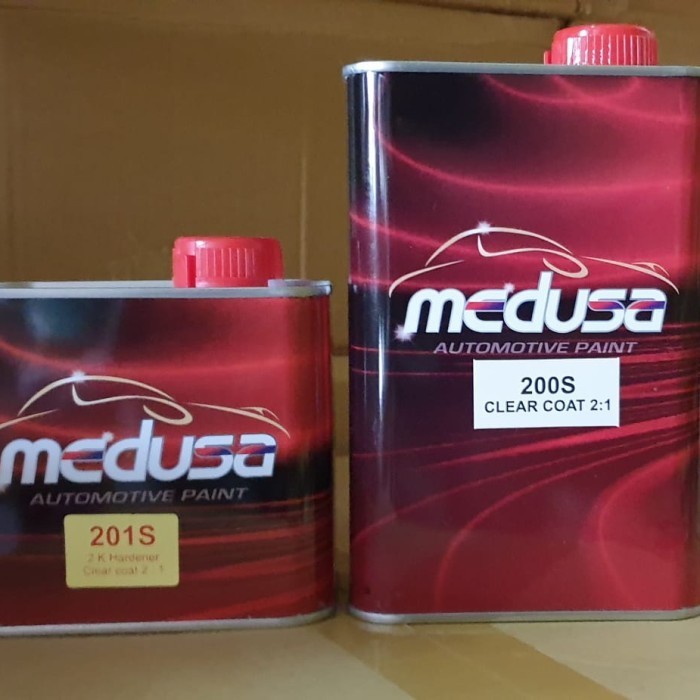 medusa
AUTOMOTIVE PAINT
201S
2 K Hardener
Clear coat 2 : 1
medusa
AUTOMOTIVE PAINT
200S
CLEAR COAT 2:1